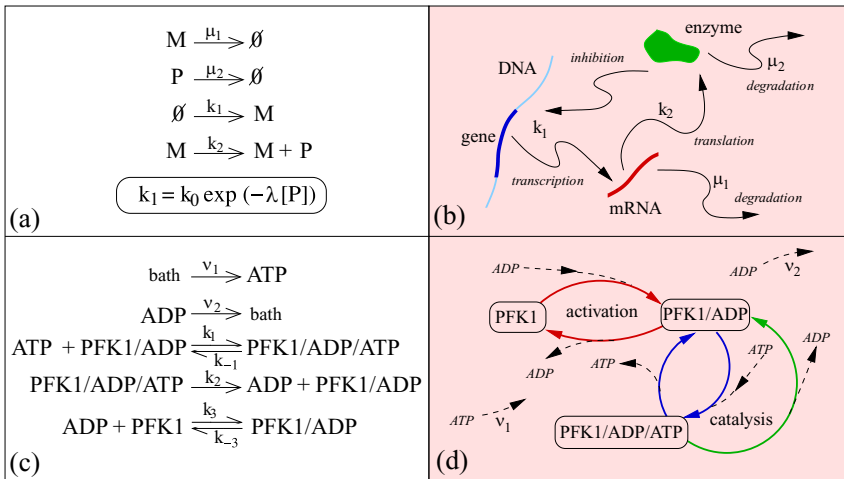 M μ₁→ ∅
P μ₂→ ∅
∅ k₁→ M
M k₂→ M + P
k₁ = k₀ exp (−λ[P])
(a)
enzyme
inhibition
μ₂
degradation
DNA
gene
k₁
k₂
translation
transcription
mRNA
μ₁
degradation
(b)
bath ν₁→ ATP
ADP ν₂→ bath
ATP + PFK1/ADP k₁⇌k₋₁ PFK1/ADP/ATP
PFK1/ADP/ATP k₂→ ADP + PFK1/ADP
ADP + PFK1 k₃⇌k₋₃ PFK1/ADP
(c)
ADP
ADP
ν₂
PFK1
activation
PFK1/ADP
ADP
ATP
ATP
ADP
ATP
ν₁
PFK1/ADP/ATP
catalysis
(d)